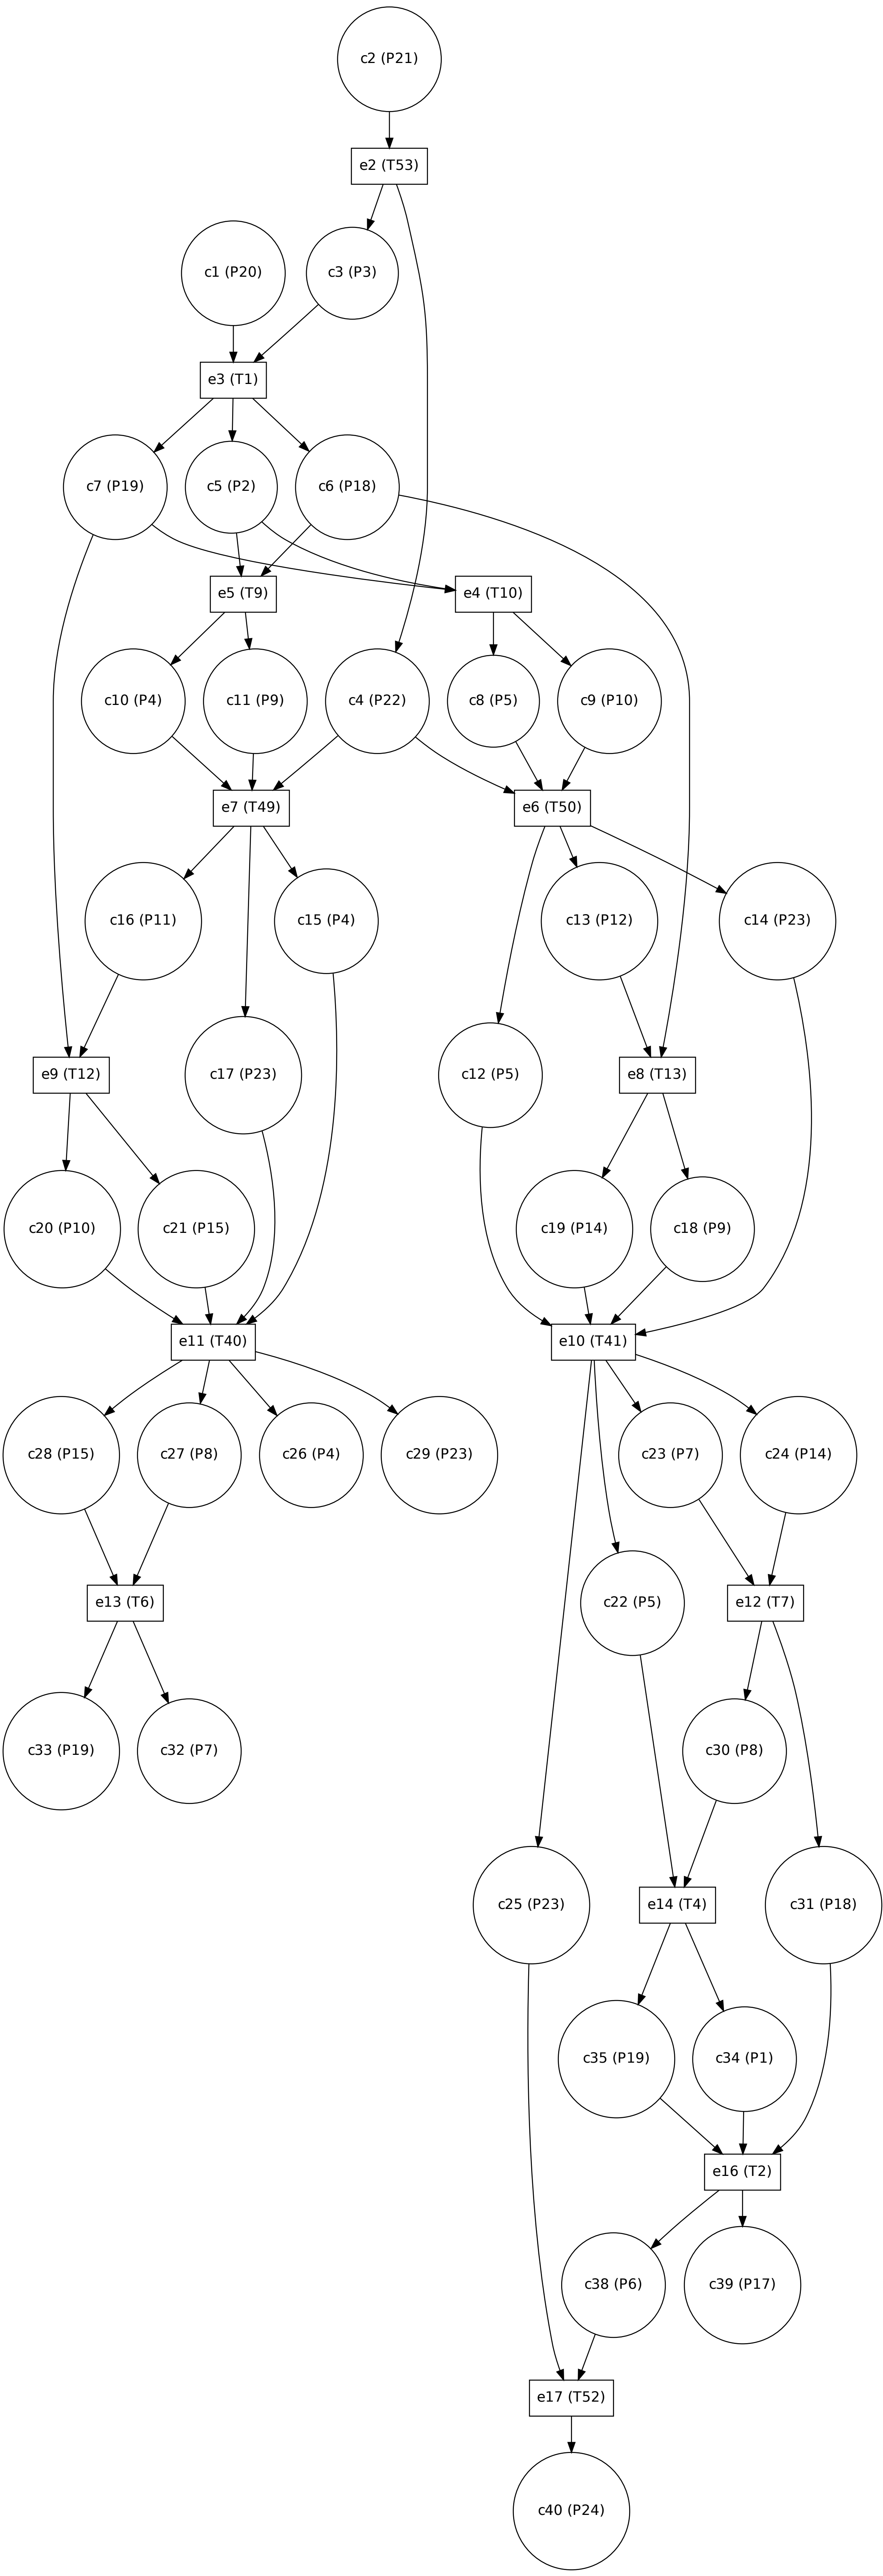 c2 (P21)
e2 (T53)
c1 (P20)
c3 (P3)
e3 (T1)
c7 (P19)
c5 (P2)
c6 (P18)
e5 (T9)
e4 (T10)
c10 (P4)
c11 (P9)
c4 (P22)
c8 (P5)
c9 (P10)
e7 (T49)
e6 (T50)
c16 (P11)
c15 (P4)
c13 (P12)
c14 (P23)
c17 (P23)
c12 (P5)
e9 (T12)
e8 (T13)
c20 (P10)
c21 (P15)
c19 (P14)
c18 (P9)
e11 (T40)
e10 (T41)
c28 (P15)
c27 (P8)
c26 (P4)
c29 (P23)
c23 (P7)
c24 (P14)
e13 (T6)
c22 (P5)
e12 (T7)
c33 (P19)
c32 (P7)
c30 (P8)
c25 (P23)
e14 (T4)
c31 (P18)
c35 (P19)
c34 (P1)
e16 (T2)
c38 (P6)
c39 (P17)
e17 (T52)
c40 (P24)